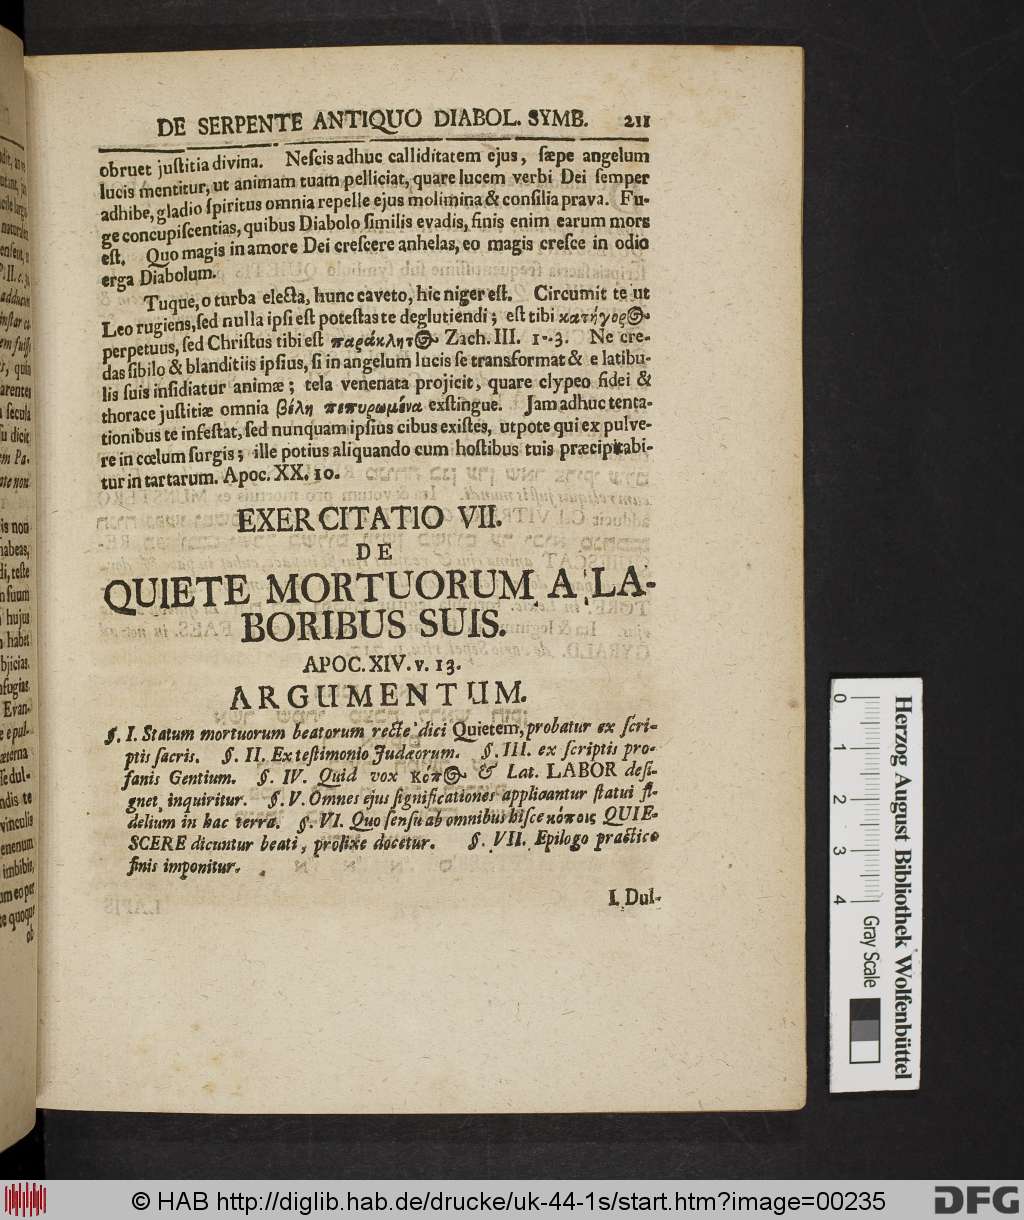 DE SERPENTE ANTIQUO DIABOL. SYMB. 211
obruet juſtitia divina. Neſcis adhuc calliditatem ejus, ſæpe angelum
lucis mentitur, ut animam tuam pelliciat, quare lucem verbi Dei ſemper
adhibe, gladio ſpiritus omnia repelle ejus molimina & conſilia prava. Fu-
ge concupiſcentias, quibus Diabolo ſimilis evadis, finis enim earum mors
eſt. Quo magis in amore Dei creſcere anhelas, eo magis creſce in odio
erga Diabolum.
Tuque, o turba electa, hunc caveto, hic niger eſt. Circumit te ut
Leo rugiens, ſed nulla ipſi eſt poteſtas te deglutiendi; eſt tibi κατήγορος
perpetuus, ſed Chriſtus tibi eſt παράκλητος Zach. III. 1-.3. Ne cre-
das ſibilo & blanditiis ipſius, ſi in angelum lucis ſe transformat & e latibu-
lis ſuis inſidiatur animæ; tela venenata projicit, quare clypeo fidei &
thorace juſtitiæ omnia βέλη πεπυρωμένα exſtingue. Jam adhuc tenta-
tionibus te infeſtat, ſed nunquam ipſius cibus exiſtes, utpote qui ex pulve-
re in cœlum ſurgis; ille potius aliquando cum hoſtibus tuis præcipitabi-
tur in tartarum. Apoc. XX. 10.
EXERCITATIO VII.
DE
QUIETE MORTUORUM A LA-
BORIBUS SUIS.
APOC. XIV. v. 13.
ARGUMENTUM.
§. I. Statum mortuorum beatorum recte dici Quietem, probatur ex ſcri-
ptis ſacris. §. II. Ex teſtimonio Judæorum. §. III. ex ſcriptis pro-
fanis Gentium. §. IV. Quid vox Κοπος & Lat. LABOR deſi-
gnet inquiritur. §. V. Omnes ejus ſignificationes applicantur ſtatui fi-
delium in hac terra. §. VI. Quo ſenſu ab omnibus hiſce κόποις QUIE-
SCERE dicuntur beati, prolixe docetur. §. VII. Epilogo practico
finis imponitur.
I. Dul-
0 1 2 3 4
Gray Scale
Herzog August Bibliothek Wolfenbüttel
© HAB http://diglib.hab.de/drucke/uk-44-1s/start.htm?image=00235
DFG